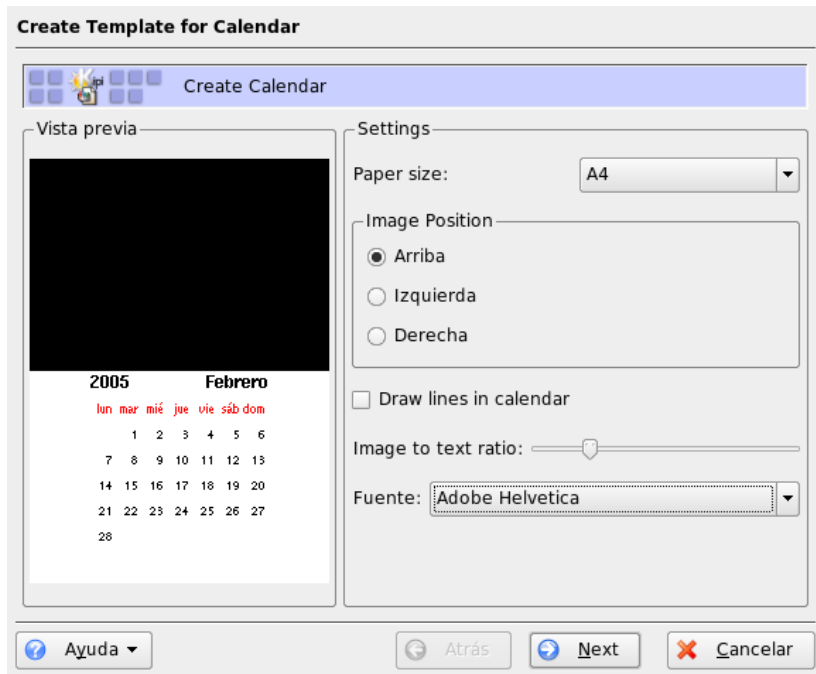 Create Template for Calendar
Create Calendar
Vista previa
2005 Febrero
lun mar mié jue vie sáb dom
1 2 3 4 5 6
7 8 9 10 11 12 13
14 15 16 17 18 19 20
21 22 23 24 25 26 27
28
Settings
Paper size: A4
Image Position
Arriba
Izquierda
Derecha
Draw lines in calendar
Image to text ratio:
Fuente: Adobe Helvetica
Ayuda
Atrás
Next
Cancelar